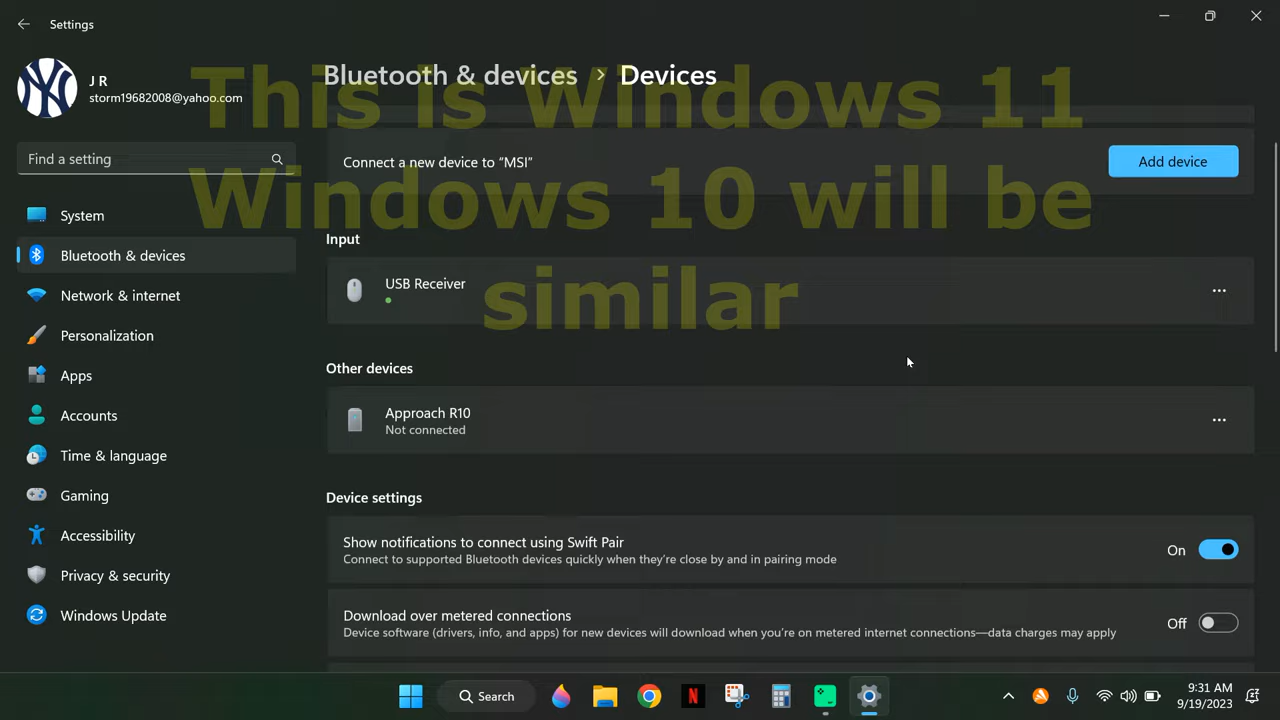 Settings
J R
storm19682008@yahoo.com
Find a setting
System
Bluetooth & devices
Network & internet
Personalization
Apps
Accounts
Time & language
Gaming
Accessibility
Privacy & security
Windows Update
Bluetooth & devices > Devices
This is Windows 11
Windows 10 will be
similar
Connect a new device to “MSI”
Add device
Input
USB Receiver
Other devices
Approach R10
Not connected
Device settings
Show notifications to connect using Swift Pair
Connect to supported Bluetooth devices quickly when they’re close by and in pairing mode
On
Download over metered connections
Device software (drivers, info, and apps) for new devices will download when you’re on metered internet connections—data charges may apply
Off
Search
N
9:31 AM
9/19/2023